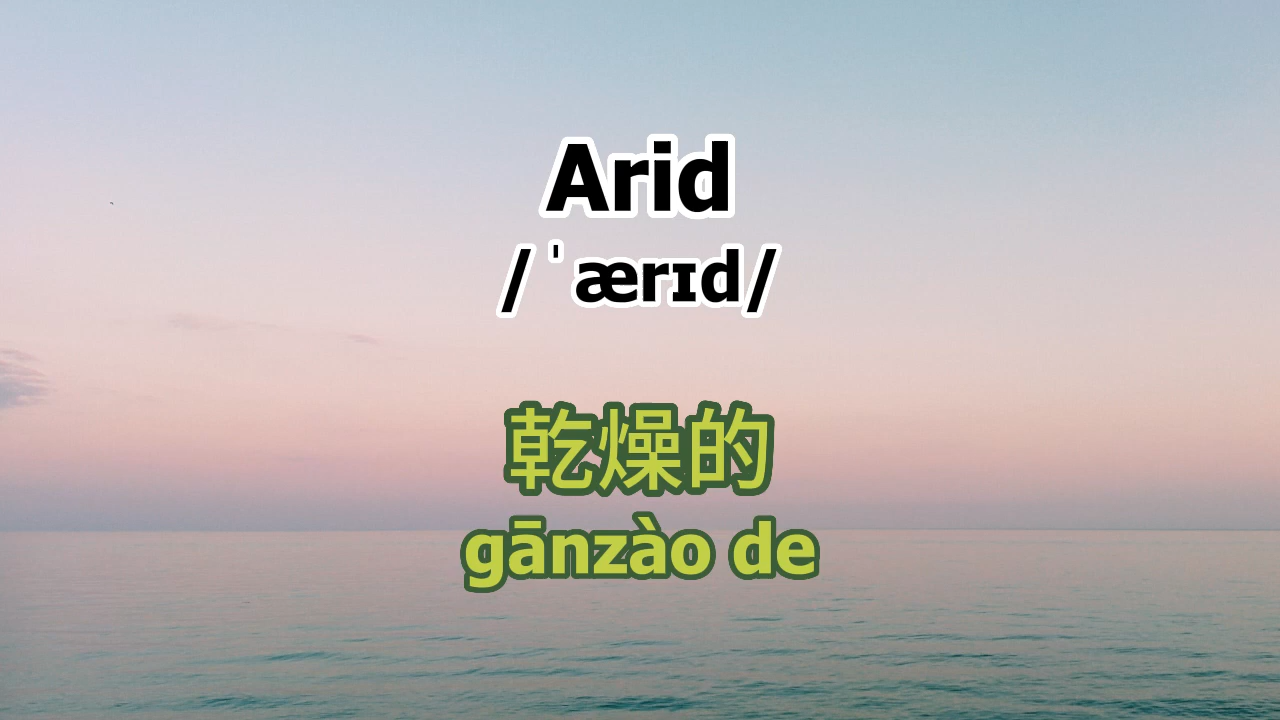 Arid
/ˈærɪd/
乾燥的
gānzào de